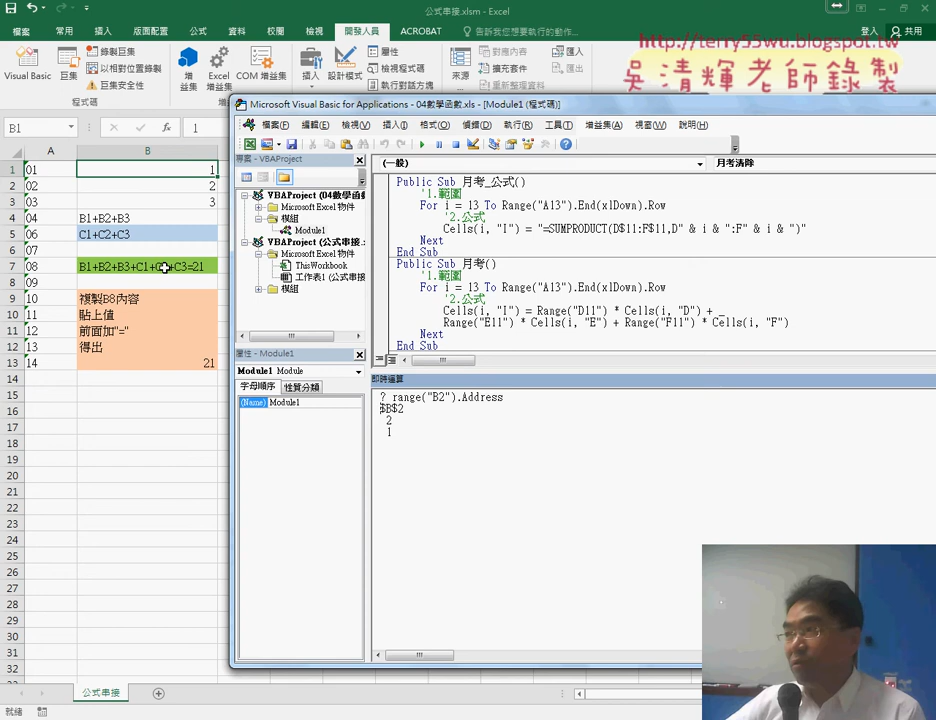 公式串接.xlsm - Excel
檔案 常用 插入 版面配置 公式 資料 校閱 檢視 開發人員 ACROBAT 告訴我您想要執行的動作... 登入 共用
http://terry55wu.blogspot.tw
吳清輝老師錄製
Visual Basic 巨集 錄製巨集 以相對位置錄製 巨集安全性
增益集 Excel 增益集 COM 增益集
插入 設計模式 屬性 檢視程式碼 執行對話方塊
來源 對應內容 擴充套件 重新整理資料 匯入 匯出
程式碼
B1 fx 1
A B
1 01 1
2 02 2
3 03 3
4 04 B1+B2+B3
5 06 C1+C2+C3
6 07
7 08 B1+B2+B3+C1+C2+C3=21
8 09
9 10 複製B8內容
10 11 貼上值
11 12 前面加"="
12 13 得出
13 14 21
14
15
16
17
18
19
20
21
22
23
24
25
26
27
28
29
30
31
32
公式串接
就緒
Microsoft Visual Basic for Applications - 04數學函數.xls - [Module1 (程式碼)]
檔案(F) 編輯(E) 檢視(V) 插入(I) 格式(O) 偵錯(D) 執行(R) 工具(T) 增益集(A) 視窗(W) 說明(H)
專案 - VBAProject
VBAProject (04數學函
Microsoft Excel 物件
模組
Module1
VBAProject (公式串接.
Microsoft Excel 物件
ThisWorkbook
工作表1 (公式串接
模組
屬性 - Module1
Module1 Module
字母順序 性質分類
(Name) Module1
(一般) 月考清除
Public Sub 月考_公式()
'1.範圍
For i = 13 To Range("A13").End(xlDown).Row
'2.公式
Cells(i, "I") = "=SUMPRODUCT(D$11:F$11,D" & i & ":F" & i & ")"
Next
End Sub
Public Sub 月考()
'1.範圍
For i = 13 To Range("A13").End(xlDown).Row
'2.公式
Cells(i, "I") = Range("D11") * Cells(i, "D") + _
Range("E11") * Cells(i, "E") + Range("F11") * Cells(i, "F")
Next
End Sub
即時運算
? range("B2").Address
$B$2
2
1